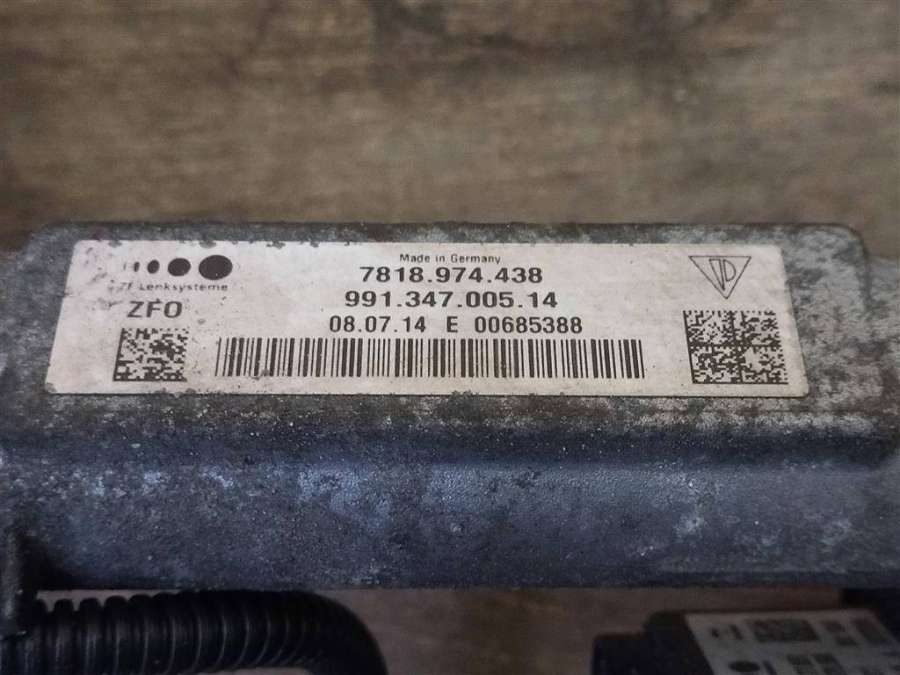 Made in Germany
7818.974.438
ZF Lenksysteme
991.347.005.14
ZFO
08.07.14 E 00685388